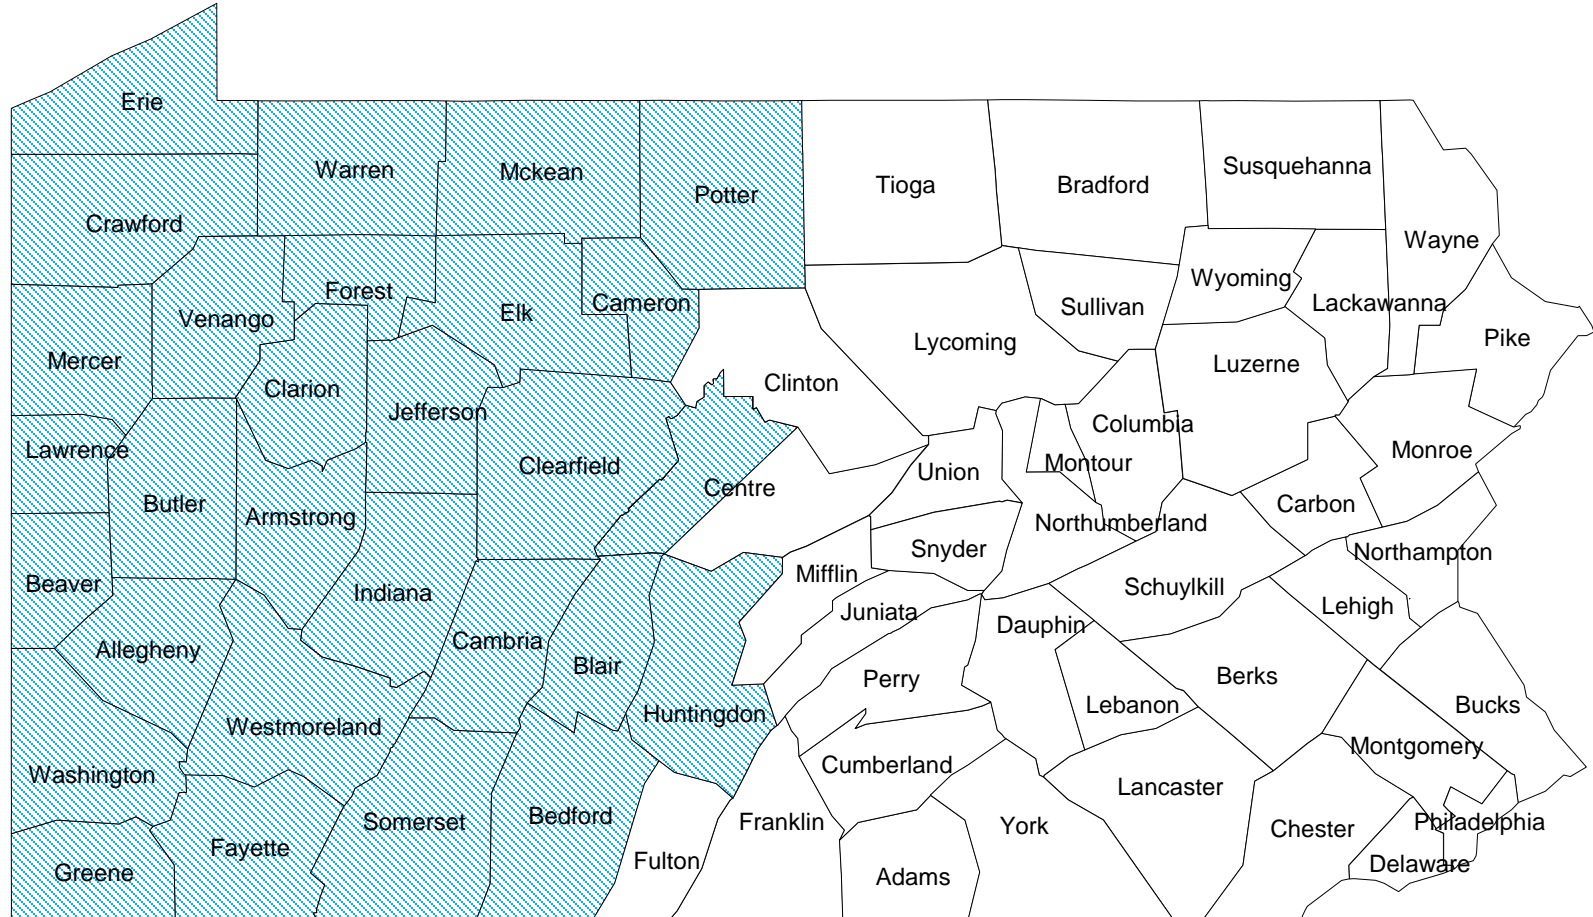 Erie
Warren
Mckean
Potter
Tioga
Bradford
Susquehanna
Crawford
Wayne
Forest
Venango
Elk
Cameron
Sullivan
Wyoming
Lackawanna
Pike
Mercer
Clarion
Jefferson
Clinton
Lycoming
Luzerne
Lawrence
Butler
Armstrong
Clearfield
Centre
Union
Montour
Columbia
Monroe
Carbon
Northumberland
Snyder
Northampton
Beaver
Indiana
Mifflin
Juniata
Schuylkill
Lehigh
Allegheny
Cambria
Blair
Dauphin
Perry
Berks
Lebanon
Bucks
Westmoreland
Huntingdon
Washington
Cumberland
Montgomery
Lancaster
Somerset
Bedford
Franklin
York
Chester
Philadelphia
Greene
Fayette
Fulton
Adams
Delaware